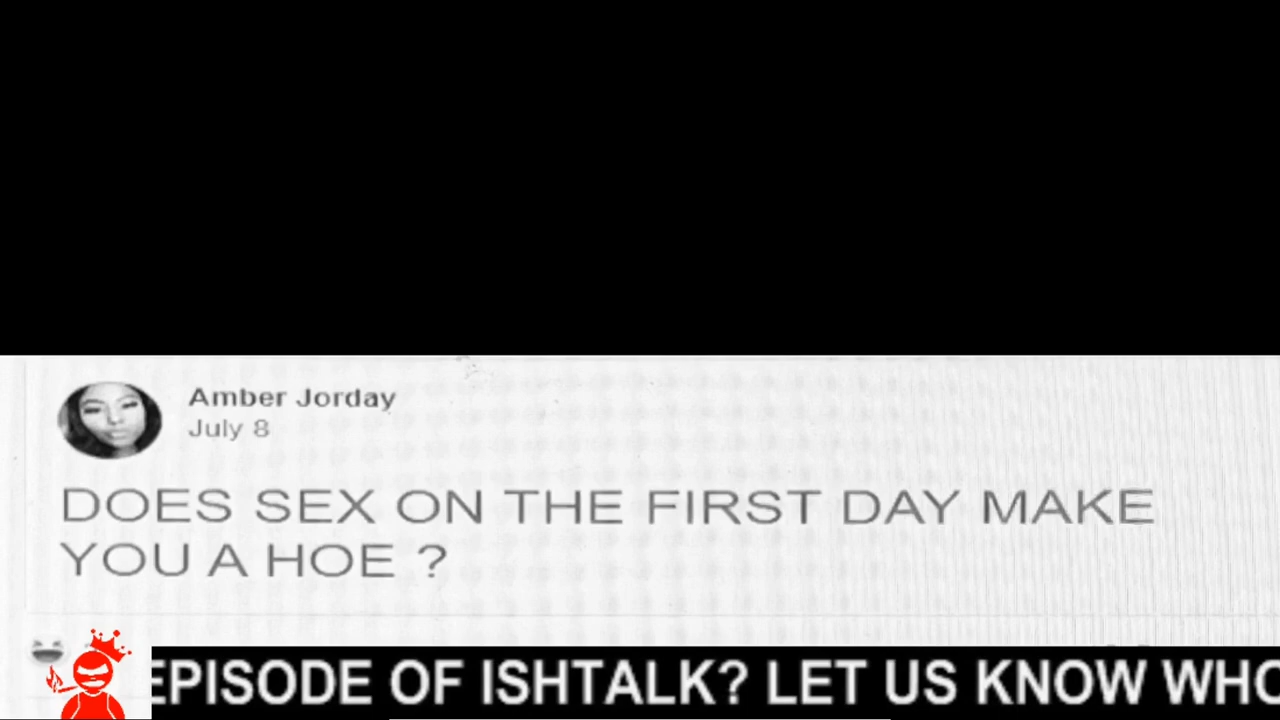 Amber Jorday
July 8
DOES SEX ON THE FIRST DAY MAKE
YOU A HOE ?
EPISODE OF ISHTALK? LET US KNOW WHO